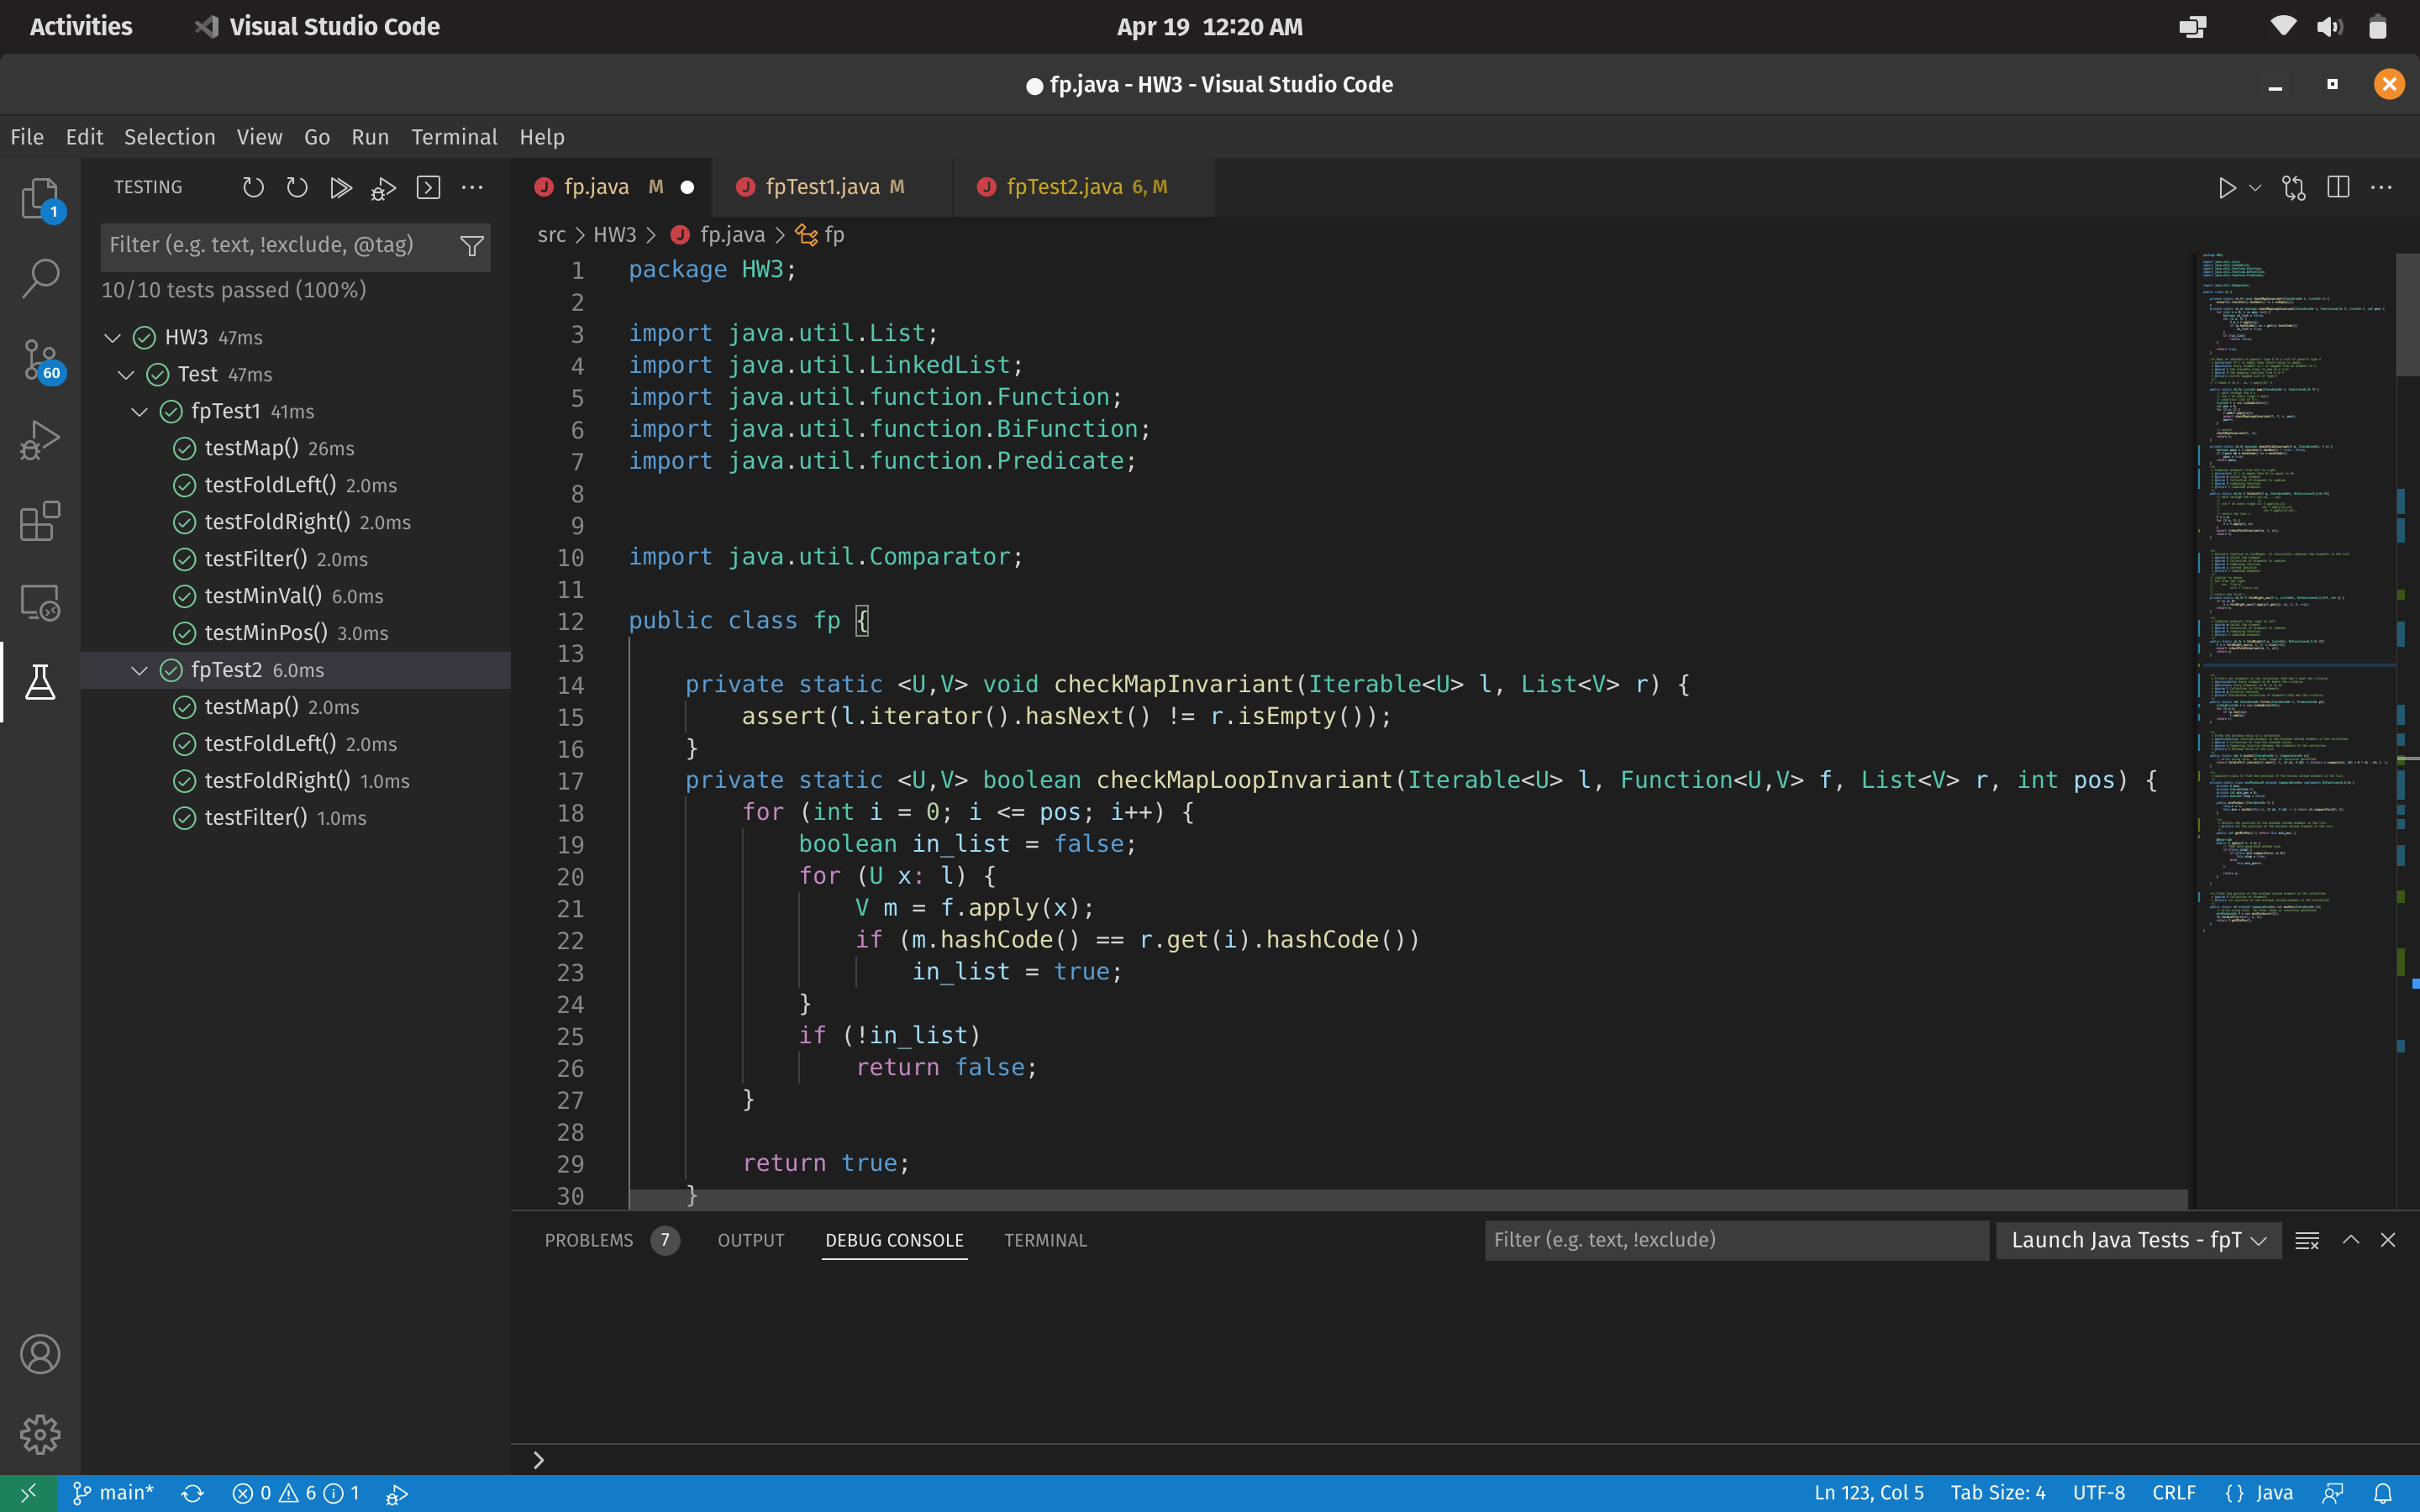 Activities
Visual Studio Code
Apr 19 12:20 AM
● fp.java - HW3 - Visual Studio Code
File Edit Selection View Go Run Terminal Help
TESTING
Filter (e.g. text, !exclude, @tag)
10/10 tests passed (100%)
HW3 47ms
Test 47ms
fpTest1 41ms
testMap() 26ms
testFoldLeft() 2.0ms
testFoldRight() 2.0ms
testFilter() 2.0ms
testMinVal() 6.0ms
testMinPos() 3.0ms
fpTest2 6.0ms
testMap() 2.0ms
testFoldLeft() 2.0ms
testFoldRight() 1.0ms
testFilter() 1.0ms
1
60
J fp.java M ●
J fpTest1.java M
J fpTest2.java 6, M
src > HW3 > J fp.java > fp
1 package HW3;
2
3 import java.util.List;
4 import java.util.LinkedList;
5 import java.util.function.Function;
6 import java.util.function.BiFunction;
7 import java.util.function.Predicate;
8
9
10 import java.util.Comparator;
11
12 public class fp {
13
14 private static <U,V> void checkMapInvariant(Iterable<U> l, List<V> r) {
15 assert(l.iterator().hasNext() != r.isEmpty());
16 }
17 private static <U,V> boolean checkMapLoopInvariant(Iterable<U> l, Function<U,V> f, List<V> r, int pos) {
18 for (int i = 0; i <= pos; i++) {
19 boolean in_list = false;
20 for (U x: l) {
21 V m = f.apply(x);
22 if (m.hashCode() == r.get(i).hashCode())
23 in_list = true;
24 }
25 if (!in_list)
26 return false;
27 }
28
29 return true;
30 }
PROBLEMS 7 OUTPUT DEBUG CONSOLE TERMINAL
Filter (e.g. text, !exclude)
Launch Java Tests - fpT
main* 0 6 1
Ln 123, Col 5 Tab Size: 4 UTF-8 CRLF {} Java